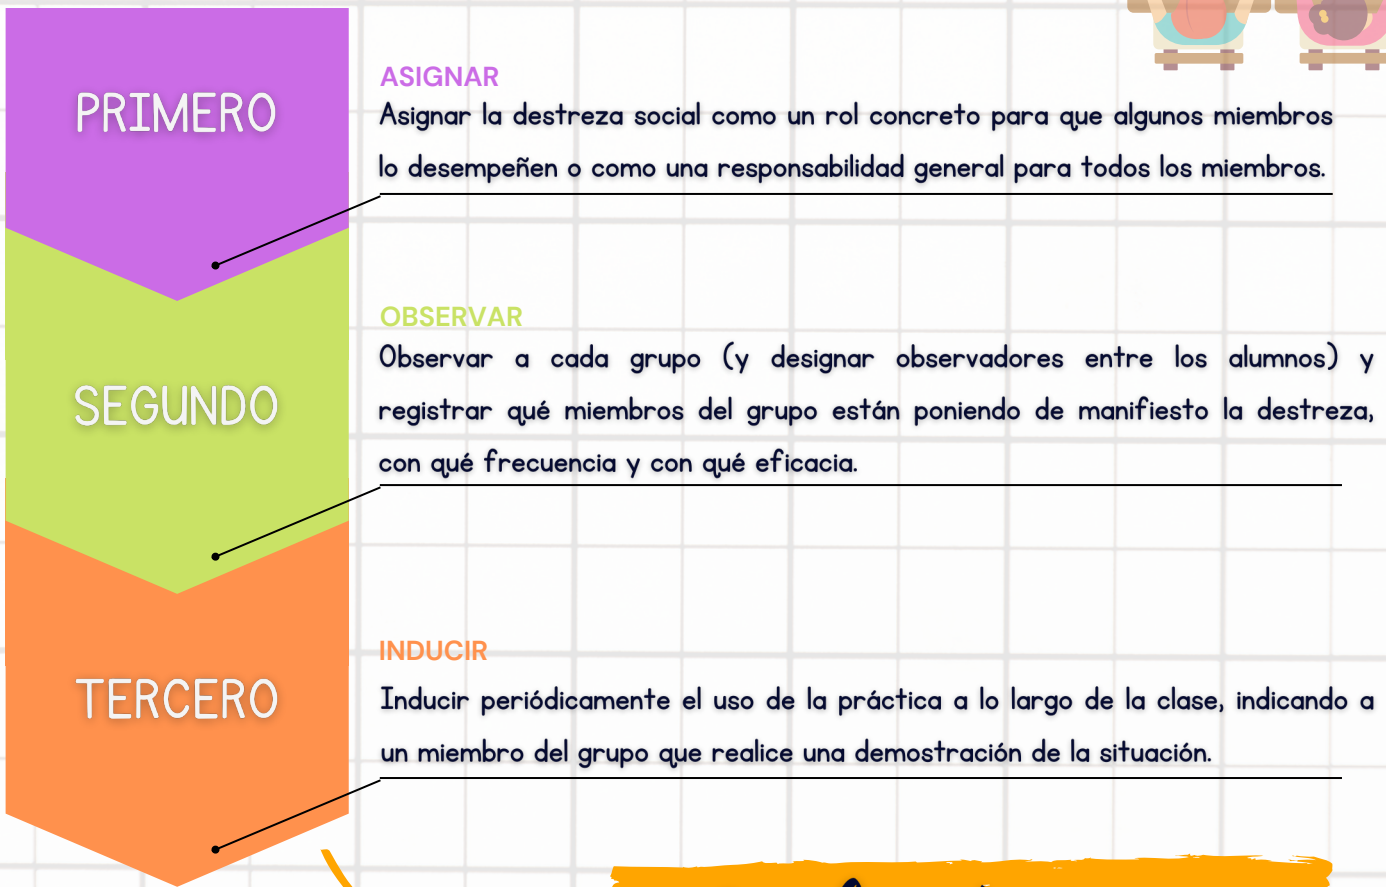 PRIMERO
ASIGNAR
Asignar la destreza social como un rol concreto para que algunos miembros
lo desempeñen o como una responsabilidad general para todos los miembros.
SEGUNDO
OBSERVAR
Observar a cada grupo (y designar observadores entre los alumnos) y
registrar qué miembros del grupo están poniendo de manifiesto la destreza,
con qué frecuencia y con qué eficacia.
TERCERO
INDUCIR
Inducir periódicamente el uso de la práctica a lo largo de la clase, indicando a
un miembro del grupo que realice una demostración de la situación.